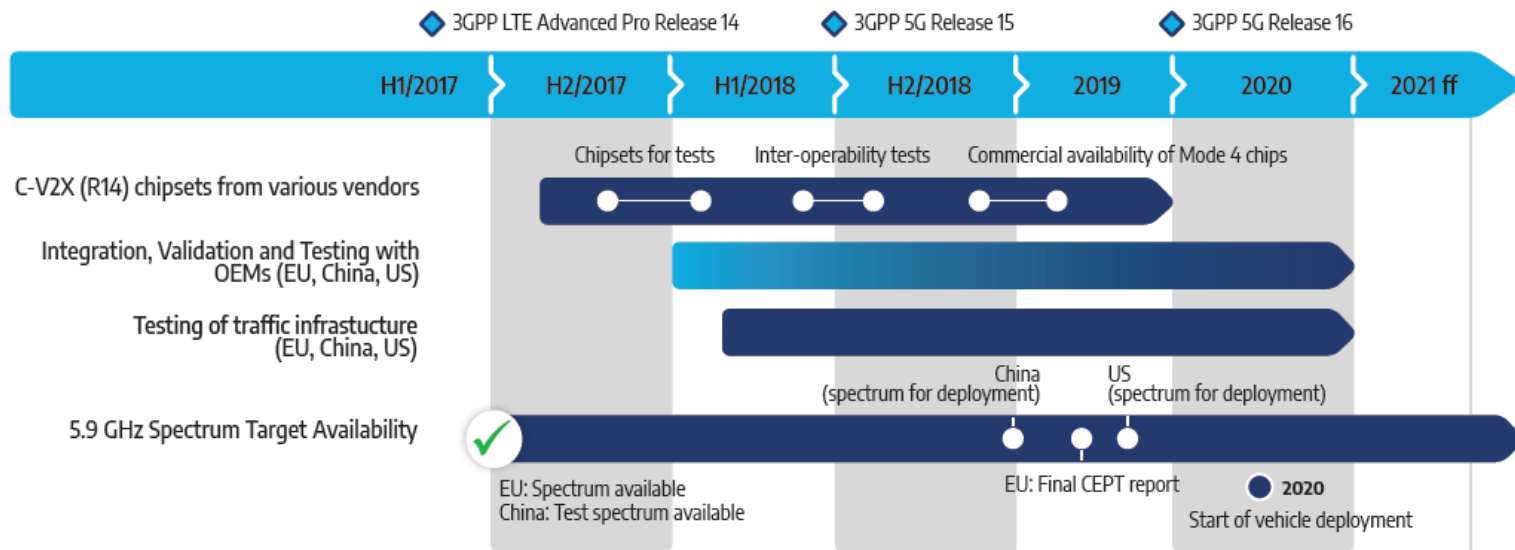 3GPP LTE Advanced Pro Release 14
3GPP 5G Release 15
3GPP 5G Release 16
H1/2017
H2/2017
H1/2018
H2/2018
2019
2020
2021 ff
Chipsets for tests
Inter-operability tests
Commercial availability of Mode 4 chips
C-V2X (R14) chipsets from various vendors
Integration, Validation and Testing with
OEMs (EU, China, US)
Testing of traffic infrastucture
(EU, China, US)
China
(spectrum for deployment)
US
(spectrum for deployment)
5.9 GHz Spectrum Target Availability
EU: Spectrum available
China: Test spectrum available
EU: Final CEPT report
2020
Start of vehicle deployment